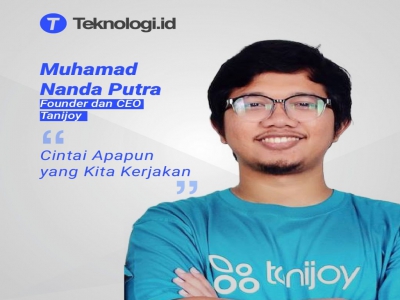 Teknologi.id
Muhamad
Nanda Putra
Founder dan CEO
Tanijoy
“
Cintai Apapun
yang Kita Kerjakan
”
tanijoy